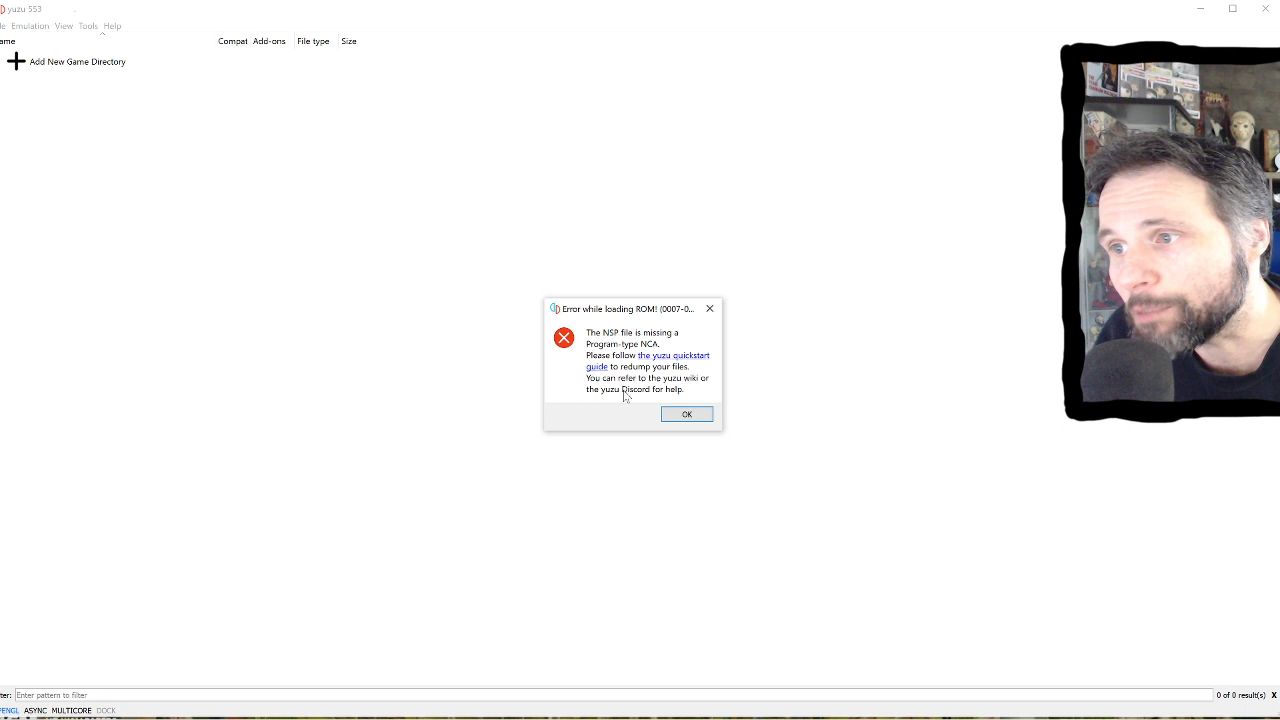 yuzu 553
Emulation View Tools Help
Compat Add-ons File type Size
Add New Game Directory
Error while loading ROM! (0007-0...
The NSP file is missing a
Program-type NCA.
Please follow the yuzu quickstart
guide to redump your files.
You can refer to the yuzu wiki or
the yuzu Discord for help.
OK
Enter pattern to filter
0 of 0 result(s) X
ASYNC MULTICORE DOCK